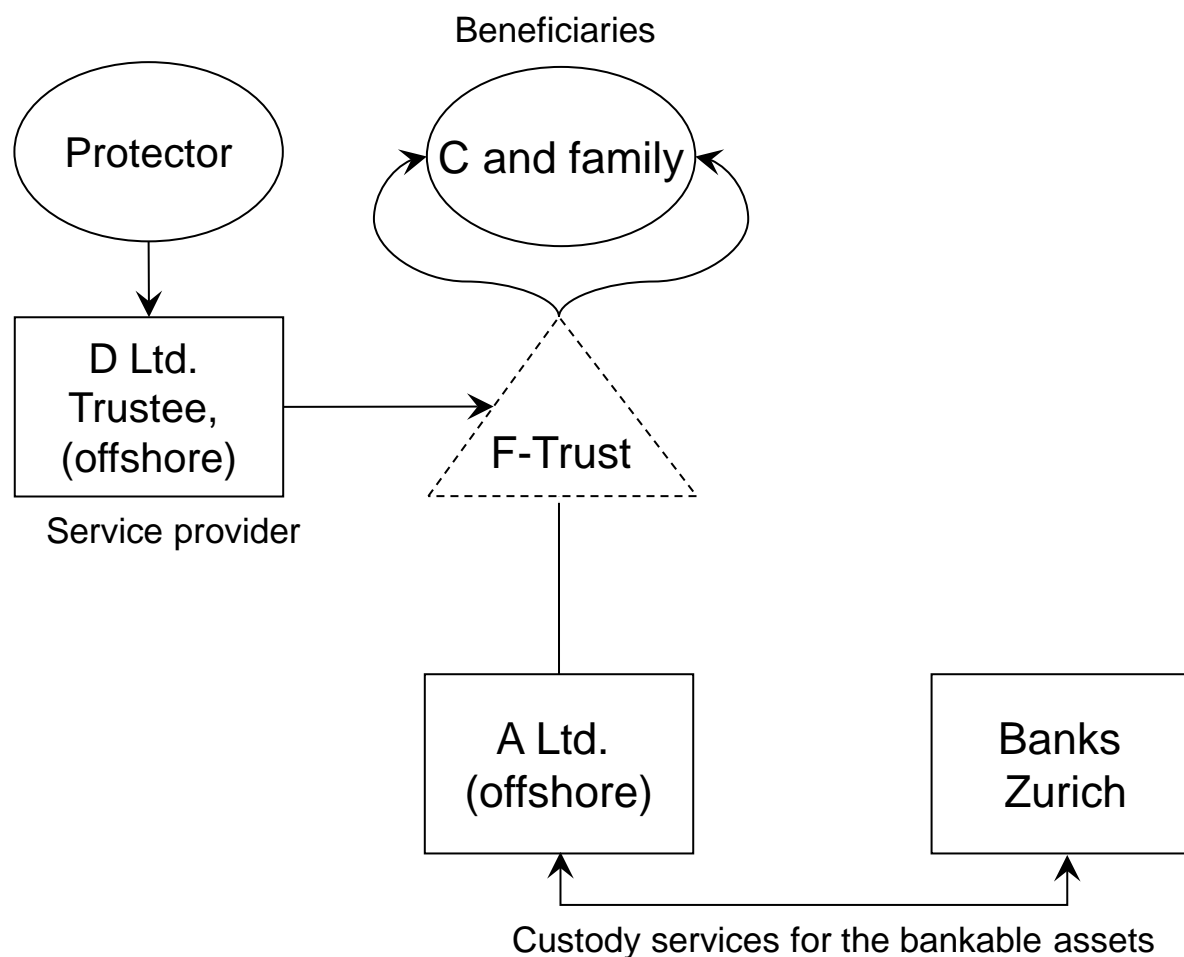 Beneficiaries
Protector
C and family
D Ltd.
Trustee,
(offshore)
F-Trust
Service provider
A Ltd.
(offshore)
Banks
Zurich
Custody services for the bankable assets